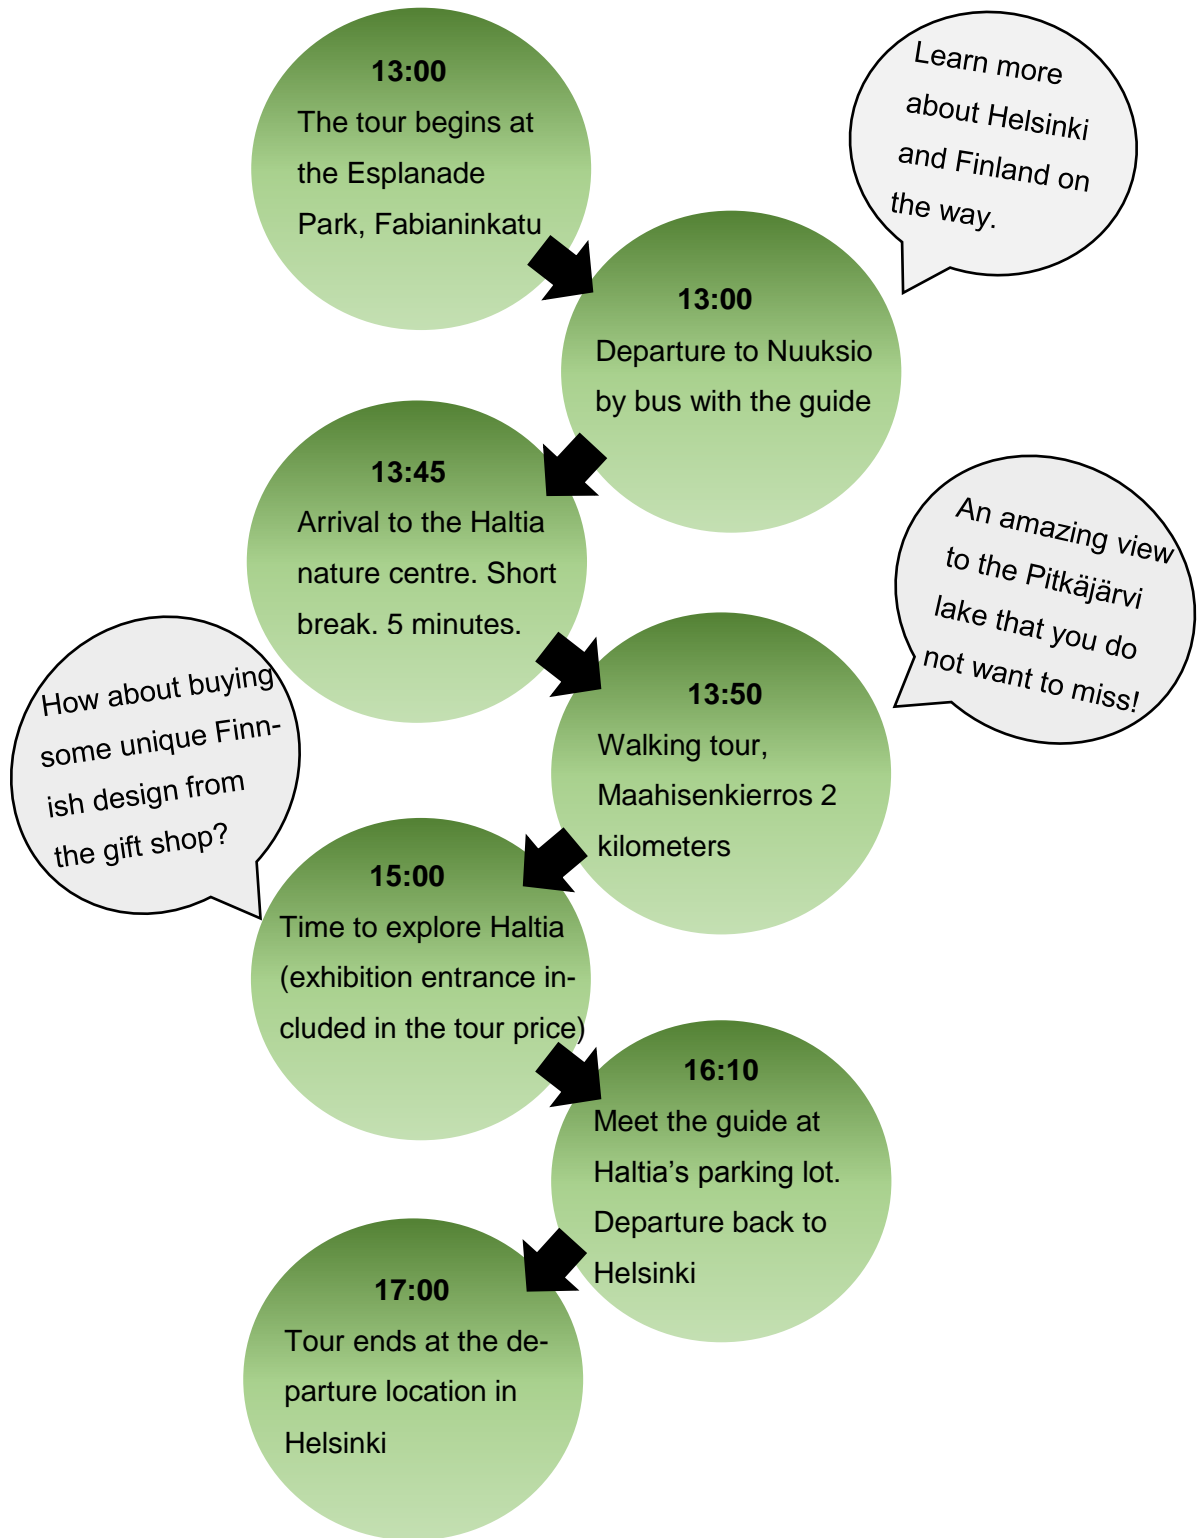 13:00
The tour begins at
the Esplanade
Park, Fabianinkatu
Learn more
about Helsinki
and Finland on
the way.
13:00
Departure to Nuuksio
by bus with the guide
13:45
Arrival to the Haltia
nature centre. Short
break. 5 minutes.
An amazing view
to the Pitkäjärvi
lake that you do
not want to miss!
13:50
Walking tour,
Maahisenkierros 2
kilometers
How about buying
some unique Finn-
ish design from
the gift shop?
15:00
Time to explore Haltia
(exhibition entrance in-
cluded in the tour price)
16:10
Meet the guide at
Haltia’s parking lot.
Departure back to
Helsinki
17:00
Tour ends at the de-
parture location in
Helsinki